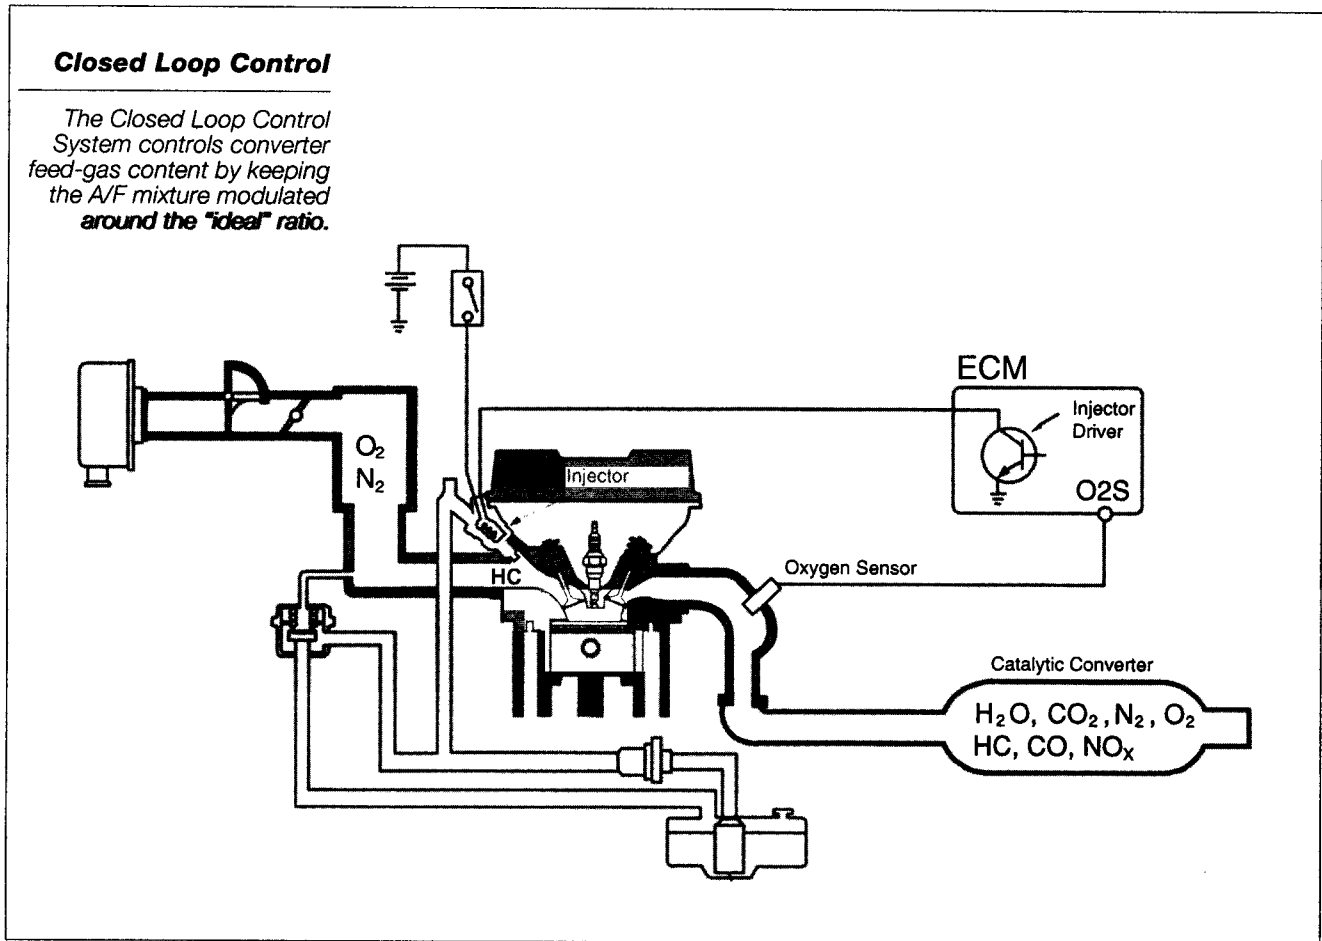 Closed Loop Control
The Closed Loop Control
System controls converter
feed-gas content by keeping
the A/F mixture modulated
around the "ideal" ratio.
ECM
Injector
Driver
O2S
O₂
N₂
Injector
HC
Oxygen Sensor
Catalytic Converter
H₂O, CO₂, N₂, O₂
HC, CO, NOₓ